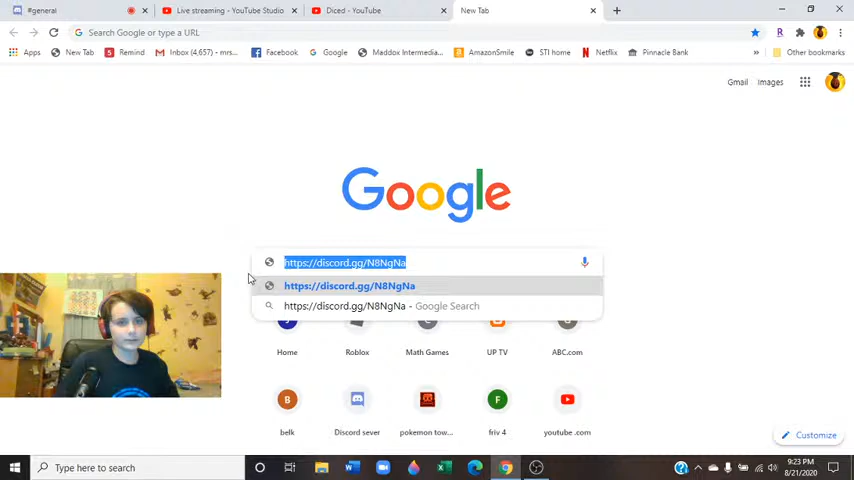 #general
Live streaming - YouTube Studio
Diced - YouTube
New Tab
Search Google or type a URL
Apps
New Tab
5 Remind
Inbox (4,657) - mrs...
Facebook
Google
Maddox Intermedia...
AmazonSmile
STI home
Netflix
Pinnacle Bank
»
Other bookmarks
Gmail
Images
Google
https://discord.gg/N8NgNa
https://discord.gg/N8NgNa
https://discord.gg/N8NgNa - Google Search
Home
Roblox
Math Games
UP TV
ABC.com
B
F
belk
Discord sever
pokemon tow...
friv 4
youtube .com
Customize
Type here to search
9:23 PM
8/21/2020